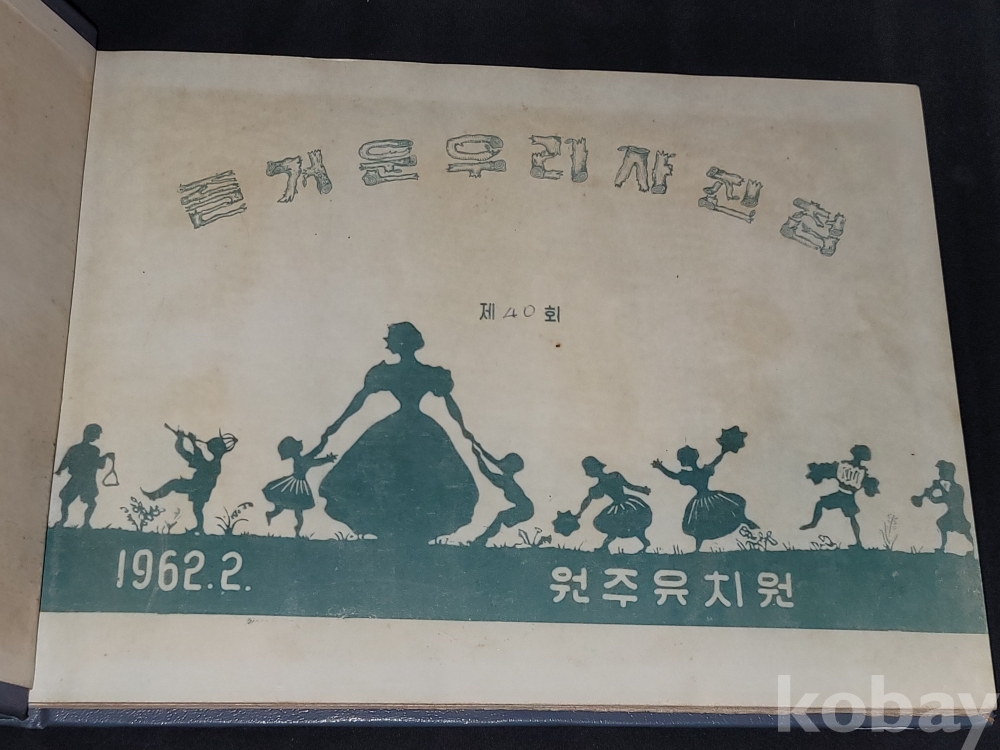 즐거운우리사진첩
제40회
1962.2.
원주유치원
kobay